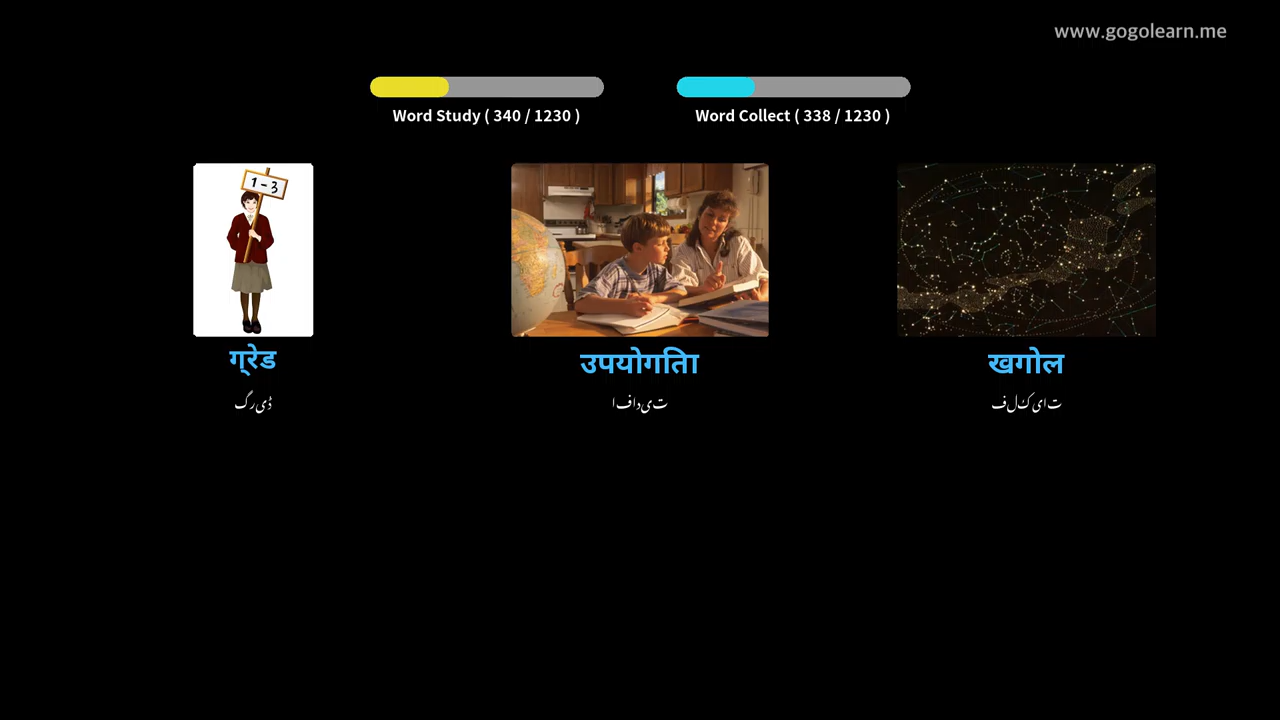 www.gogolearn.me
Word Study ( 340 / 1230 )
Word Collect ( 338 / 1230 )
1 - 3
ग्रेड
उपयोगिता
खगोल
گریڈ
افادیت
فلکیات